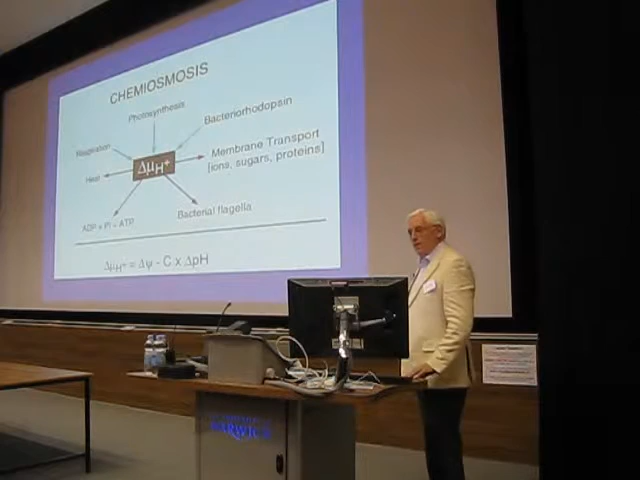 CHEMIOSMOSIS
Photosynthesis
Bacteriorhodopsin
Respiration
Membrane Transport
[ions, sugars, proteins]
ΔμH+
Heat
ADP + Pi = ATP
Bacterial flagella
ΔμH+ = Δψ - C x ΔpH
WARWICK